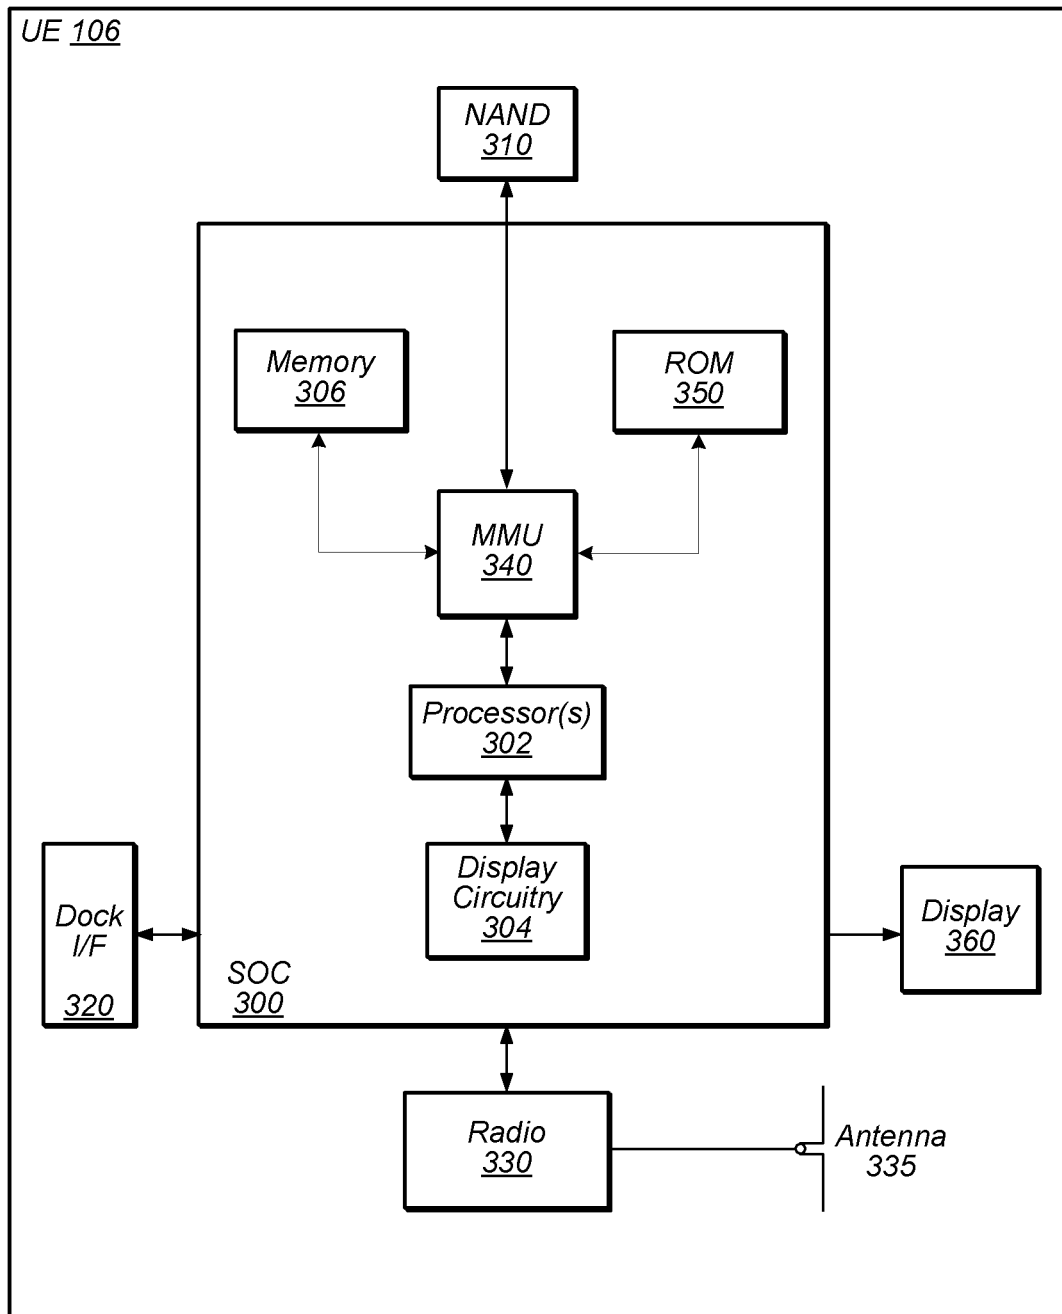 UE 106
NAND
310
Memory
306
ROM
350
MMU
340
Processor(s)
302
Display
Circuitry
304
Dock
I/F
320
SOC
300
Display
360
Radio
330
Antenna
335